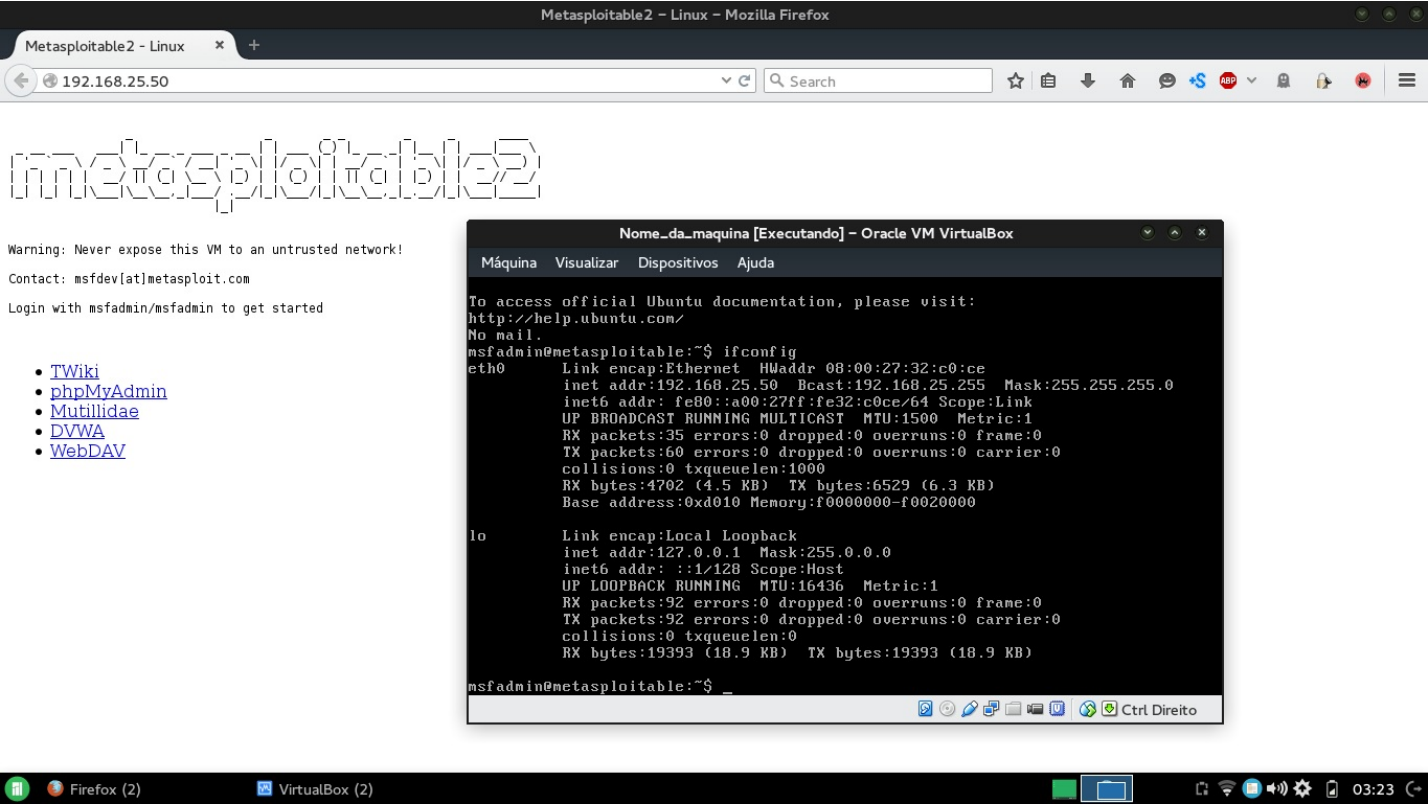 Metasploitable2 – Linux – Mozilla Firefox
Metasploitable2 - Linux
192.168.25.50
Search
ABP
metasploitable2
Warning: Never expose this VM to an untrusted network!
Contact: msfdev[at]metasploit.com
Login with msfadmin/msfadmin to get started
TWiki
phpMyAdmin
Mutillidae
DVWA
WebDAV
Nome_da_maquina [Executando] – Oracle VM VirtualBox
Máquina Visualizar Dispositivos Ajuda
To access official Ubuntu documentation, please visit:
http://help.ubuntu.com/
No mail.
msfadmin@metasploitable:~$ ifconfig
eth0 Link encap:Ethernet HWaddr 08:00:27:32:c0:ce
inet addr:192.168.25.50 Bcast:192.168.25.255 Mask:255.255.255.0
inet6 addr: fe80::a00:27ff:fe32:c0ce/64 Scope:Link
UP BROADCAST RUNNING MULTICAST MTU:1500 Metric:1
RX packets:35 errors:0 dropped:0 overruns:0 frame:0
TX packets:60 errors:0 dropped:0 overruns:0 carrier:0
collisions:0 txqueuelen:1000
RX bytes:4702 (4.5 KB) TX bytes:6529 (6.3 KB)
Base address:0xd010 Memory:f0000000-f0020000
lo Link encap:Local Loopback
inet addr:127.0.0.1 Mask:255.0.0.0
inet6 addr: ::1/128 Scope:Host
UP LOOPBACK RUNNING MTU:16436 Metric:1
RX packets:92 errors:0 dropped:0 overruns:0 frame:0
TX packets:92 errors:0 dropped:0 overruns:0 carrier:0
collisions:0 txqueuelen:0
RX bytes:19393 (18.9 KB) TX bytes:19393 (18.9 KB)
msfadmin@metasploitable:~$ _
Ctrl Direito
Firefox (2)
VirtualBox (2)
03:23